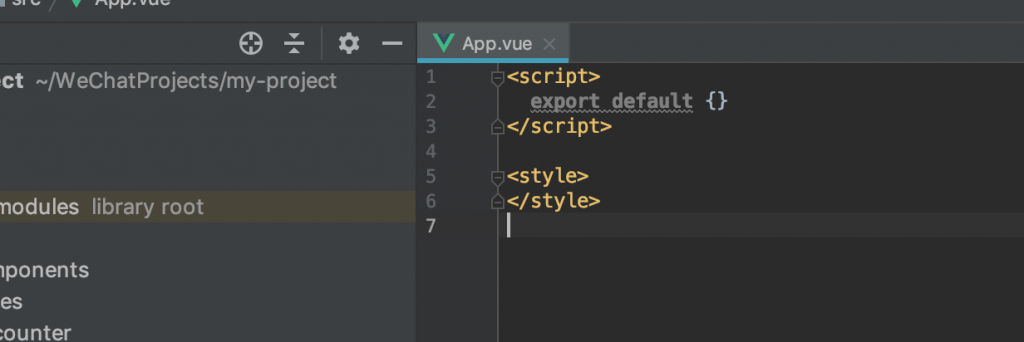 src / App.vue
App.vue
ect ~/WeChatProjects/my-project
modules library root
mponents
es
counter
1 <script>
2 export default {}
3 </script>
4
5 <style>
6 </style>
7